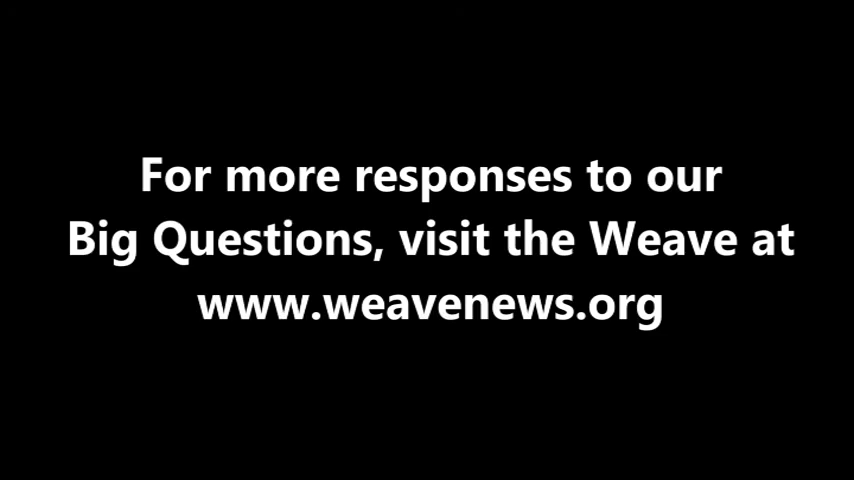 For more responses to our
Big Questions, visit the Weave at
www.weavenews.org